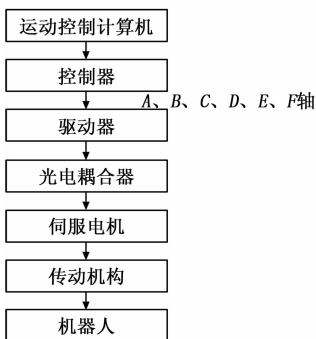 运动控制计算机
控制器
A、B、C、D、E、F轴
驱动器
光电耦合器
伺服电机
传动机构
机器人